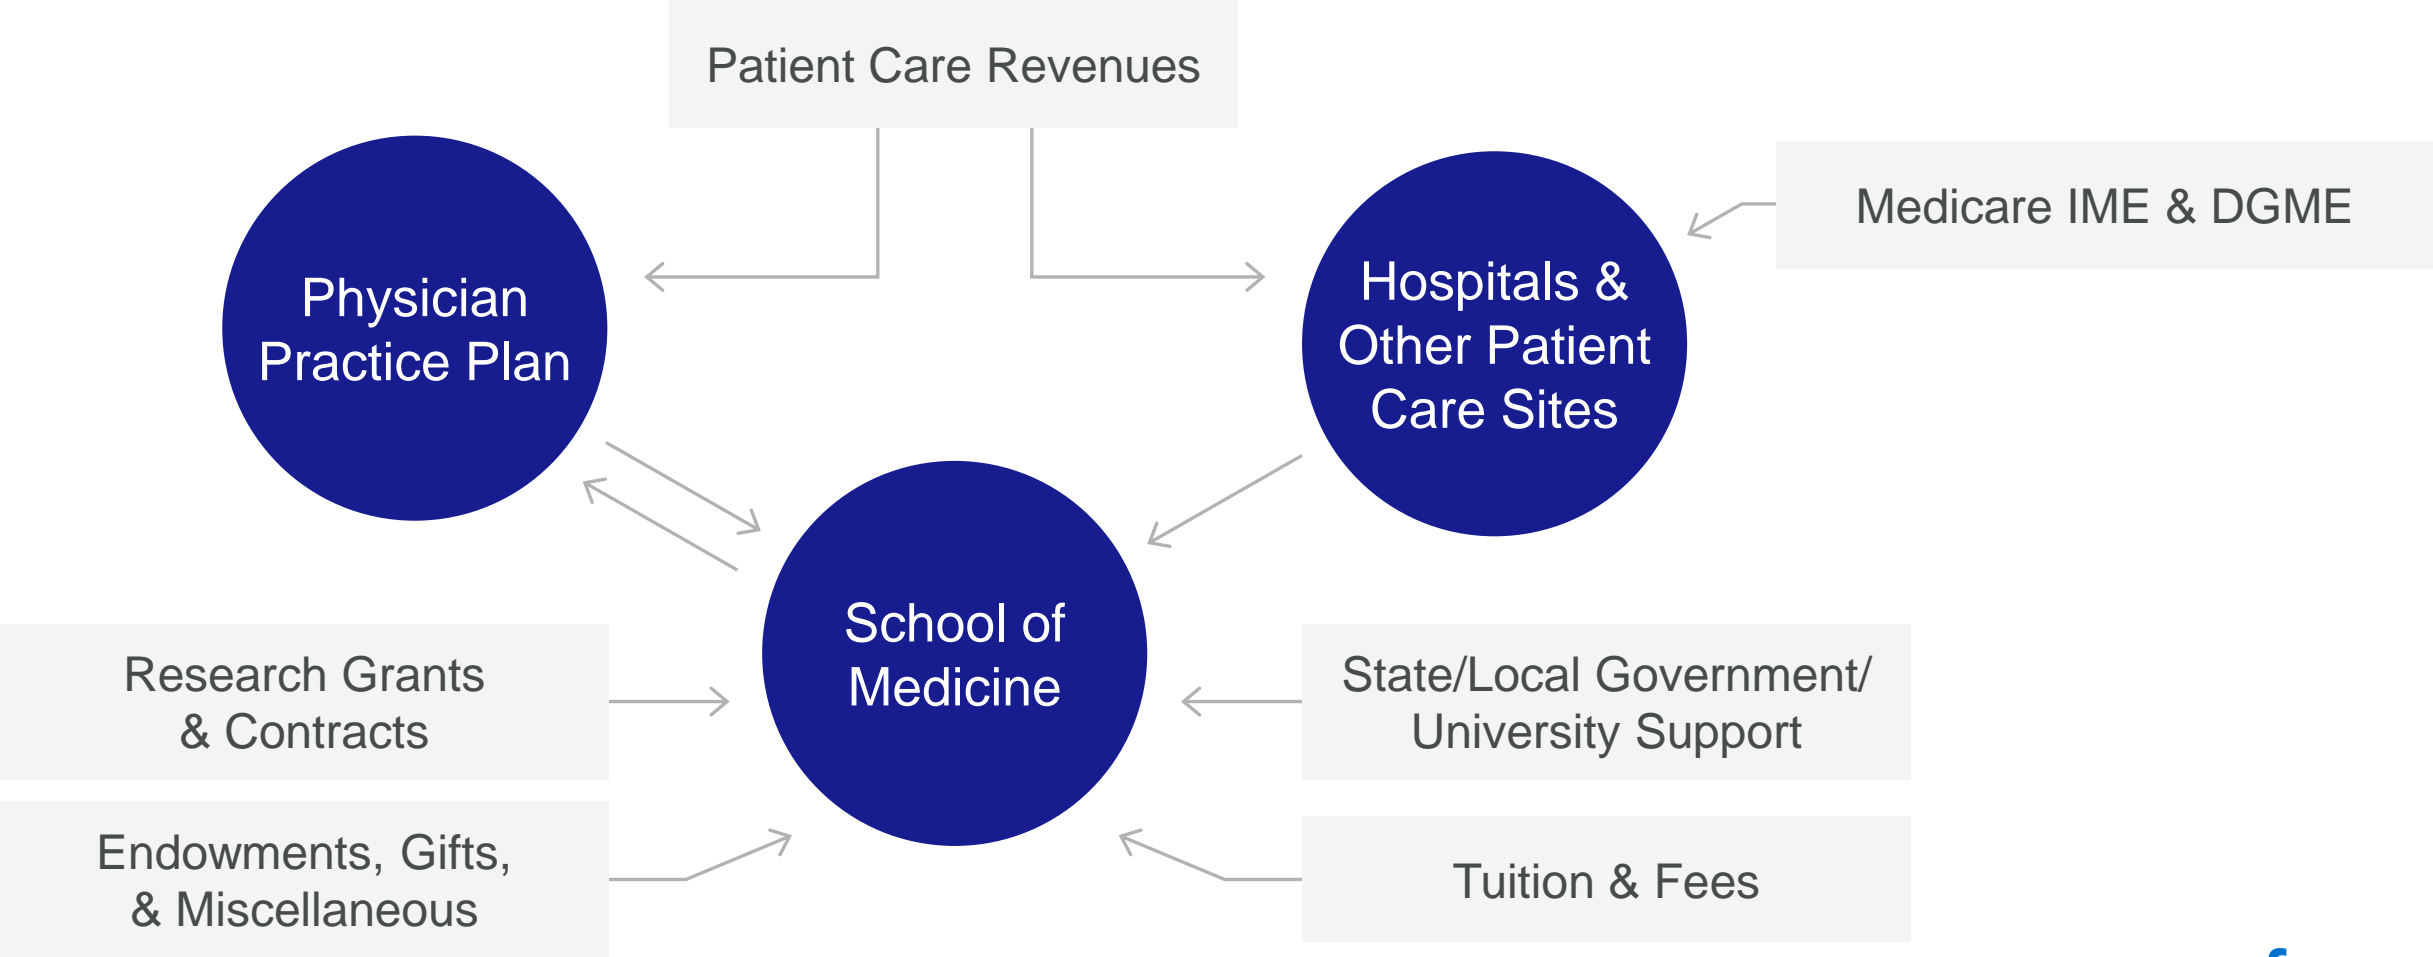 Patient Care Revenues
Medicare IME & DGME
Physician
Practice Plan
Hospitals &
Other Patient
Care Sites
School of
Medicine
Research Grants
& Contracts
State/Local Government/
University Support
Endowments, Gifts,
& Miscellaneous
Tuition & Fees